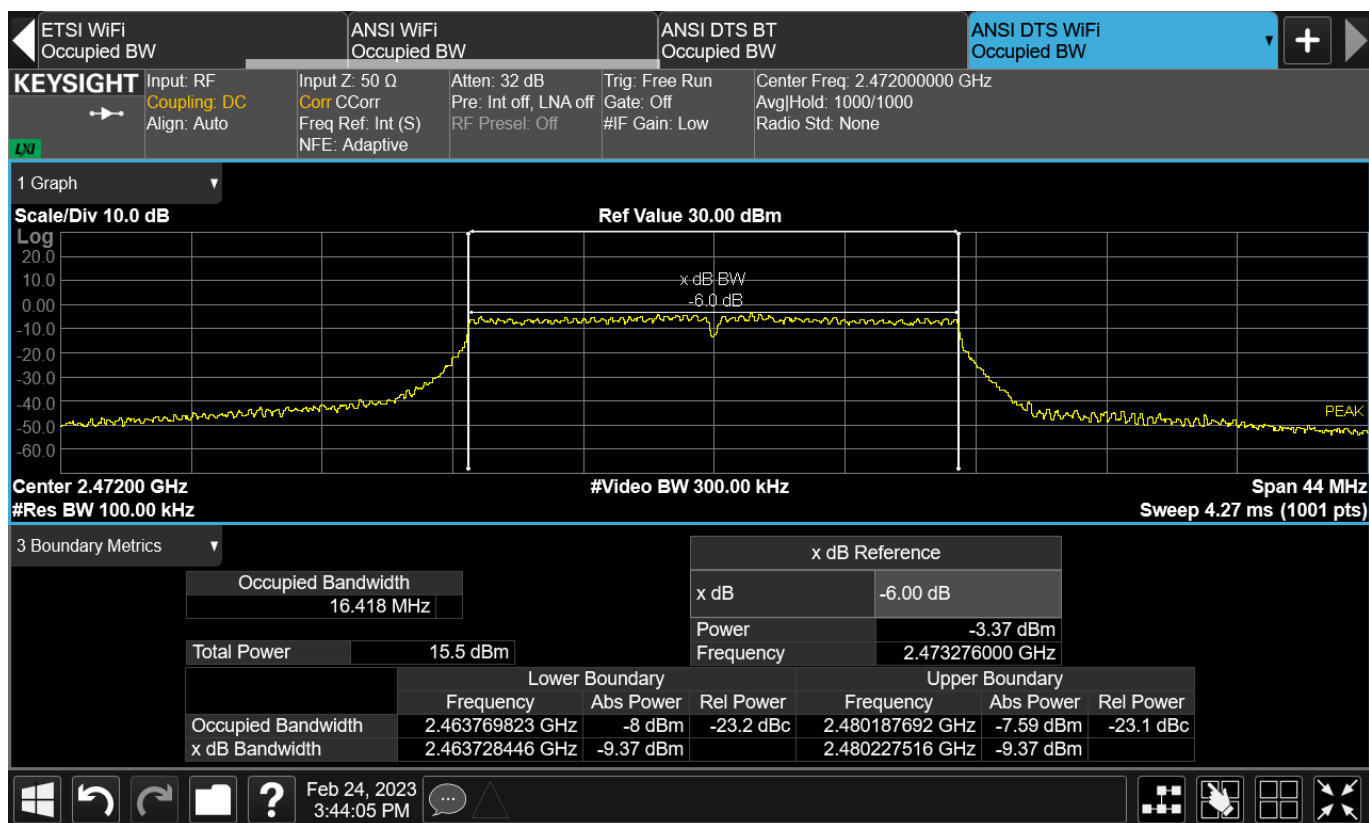 ETSI WiFi
Occupied BW
ANSI WiFi
Occupied BW
ANSI DTS BT
Occupied BW
ANSI DTS WiFi
Occupied BW
KEYSIGHT
LXI
Input: RF
Coupling: DC
Align: Auto
Input Z: 50 Ω
Corr CCorr
Freq Ref: Int (S)
NFE: Adaptive
Atten: 32 dB
Pre: Int off, LNA off
RF Presel: Off
Trig: Free Run
Gate: Off
#IF Gain: Low
Center Freq: 2.472000000 GHz
Avg|Hold: 1000/1000
Radio Std: None
1 Graph
Scale/Div 10.0 dB
Ref Value 30.00 dBm
Log
20.0
10.0
0.00
-10.0
-20.0
-30.0
-40.0
-50.0
-60.0
x dB BW
-6.0 dB
PEAK
Center 2.47200 GHz
#Video BW 300.00 kHz
Span 44 MHz
#Res BW 100.00 kHz
Sweep 4.27 ms (1001 pts)
3 Boundary Metrics
Occupied Bandwidth
16.418 MHz
Total Power 15.5 dBm
x dB Reference
x dB -6.00 dB
Power -3.37 dBm
Frequency 2.473276000 GHz
Lower Boundary Upper Boundary
Frequency Abs Power Rel Power Frequency Abs Power Rel Power
Occupied Bandwidth 2.463769823 GHz -8 dBm -23.2 dBc 2.480187692 GHz -7.59 dBm -23.1 dBc
x dB Bandwidth 2.463728446 GHz -9.37 dBm 2.480227516 GHz -9.37 dBm
?
Feb 24, 2023
3:44:05 PM